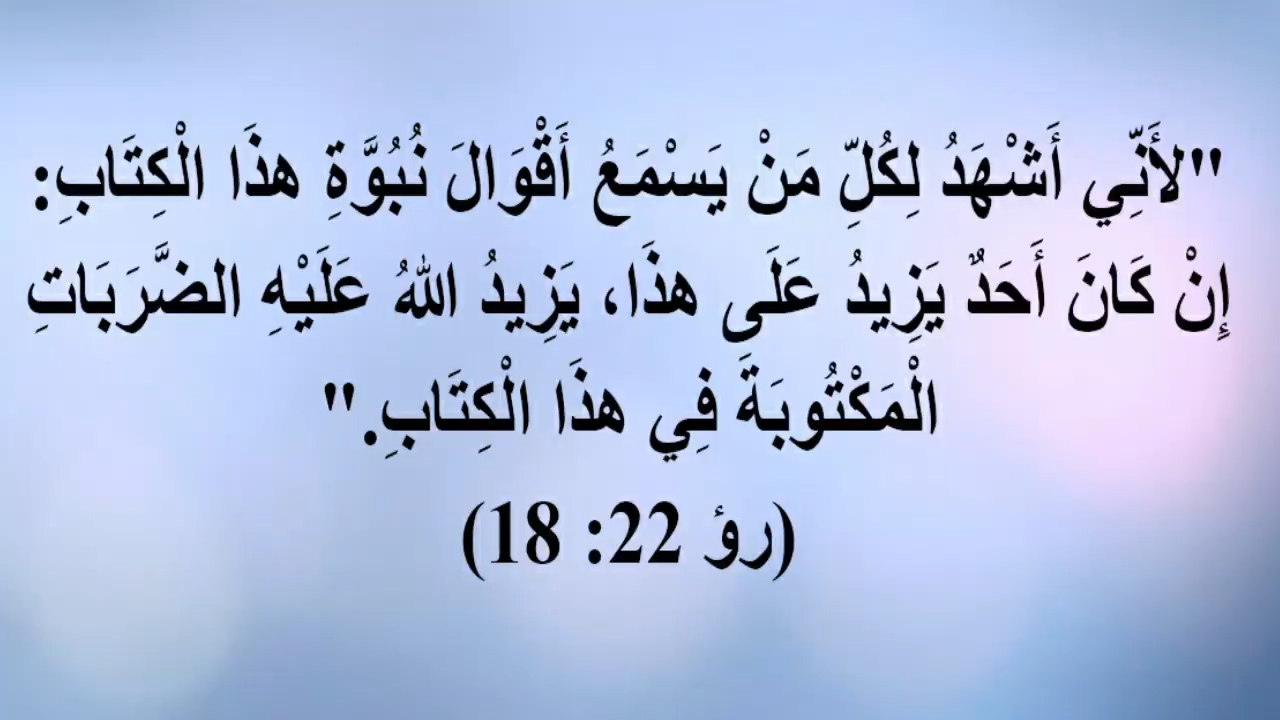 "لأَنِّي أَشْهَدُ لِكُلِّ مَنْ يَسْمَعُ أَقْوَالَ نُبُوَّةِ هذَا الْكِتَابِ:
إِنْ كَانَ أَحَدٌ يَزِيدُ عَلَى هذَا، يَزِيدُ اللهُ عَلَيْهِ الضَّرَبَاتِ
الْمَكْتُوبَةَ فِي هذَا الْكِتَابِ."
(رؤ 22: 18)